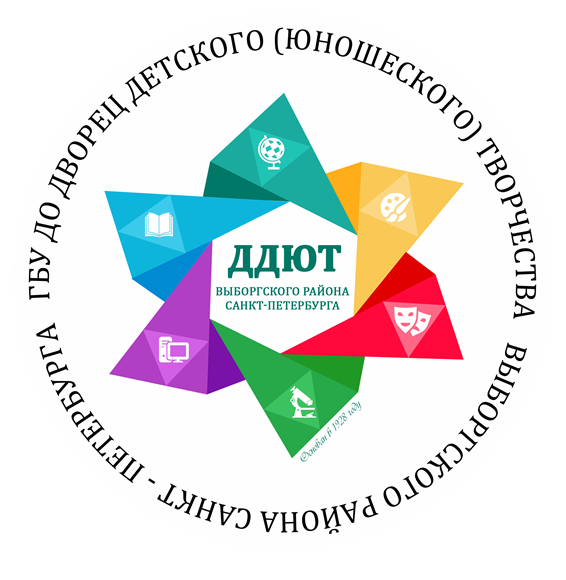 ГБУ ДО ДВОРЕЦ ДЕТСКОГО (ЮНОШЕСКОГО) ТВОРЧЕСТВА ВЫБОРГСКОГО РАЙОНА САНКТ - ПЕТЕРБУРГА
ДДЮТ
ВЫБОРГСКОГО РАЙОНА
САНКТ-ПЕТЕРБУРГА
Основан в 1928 году